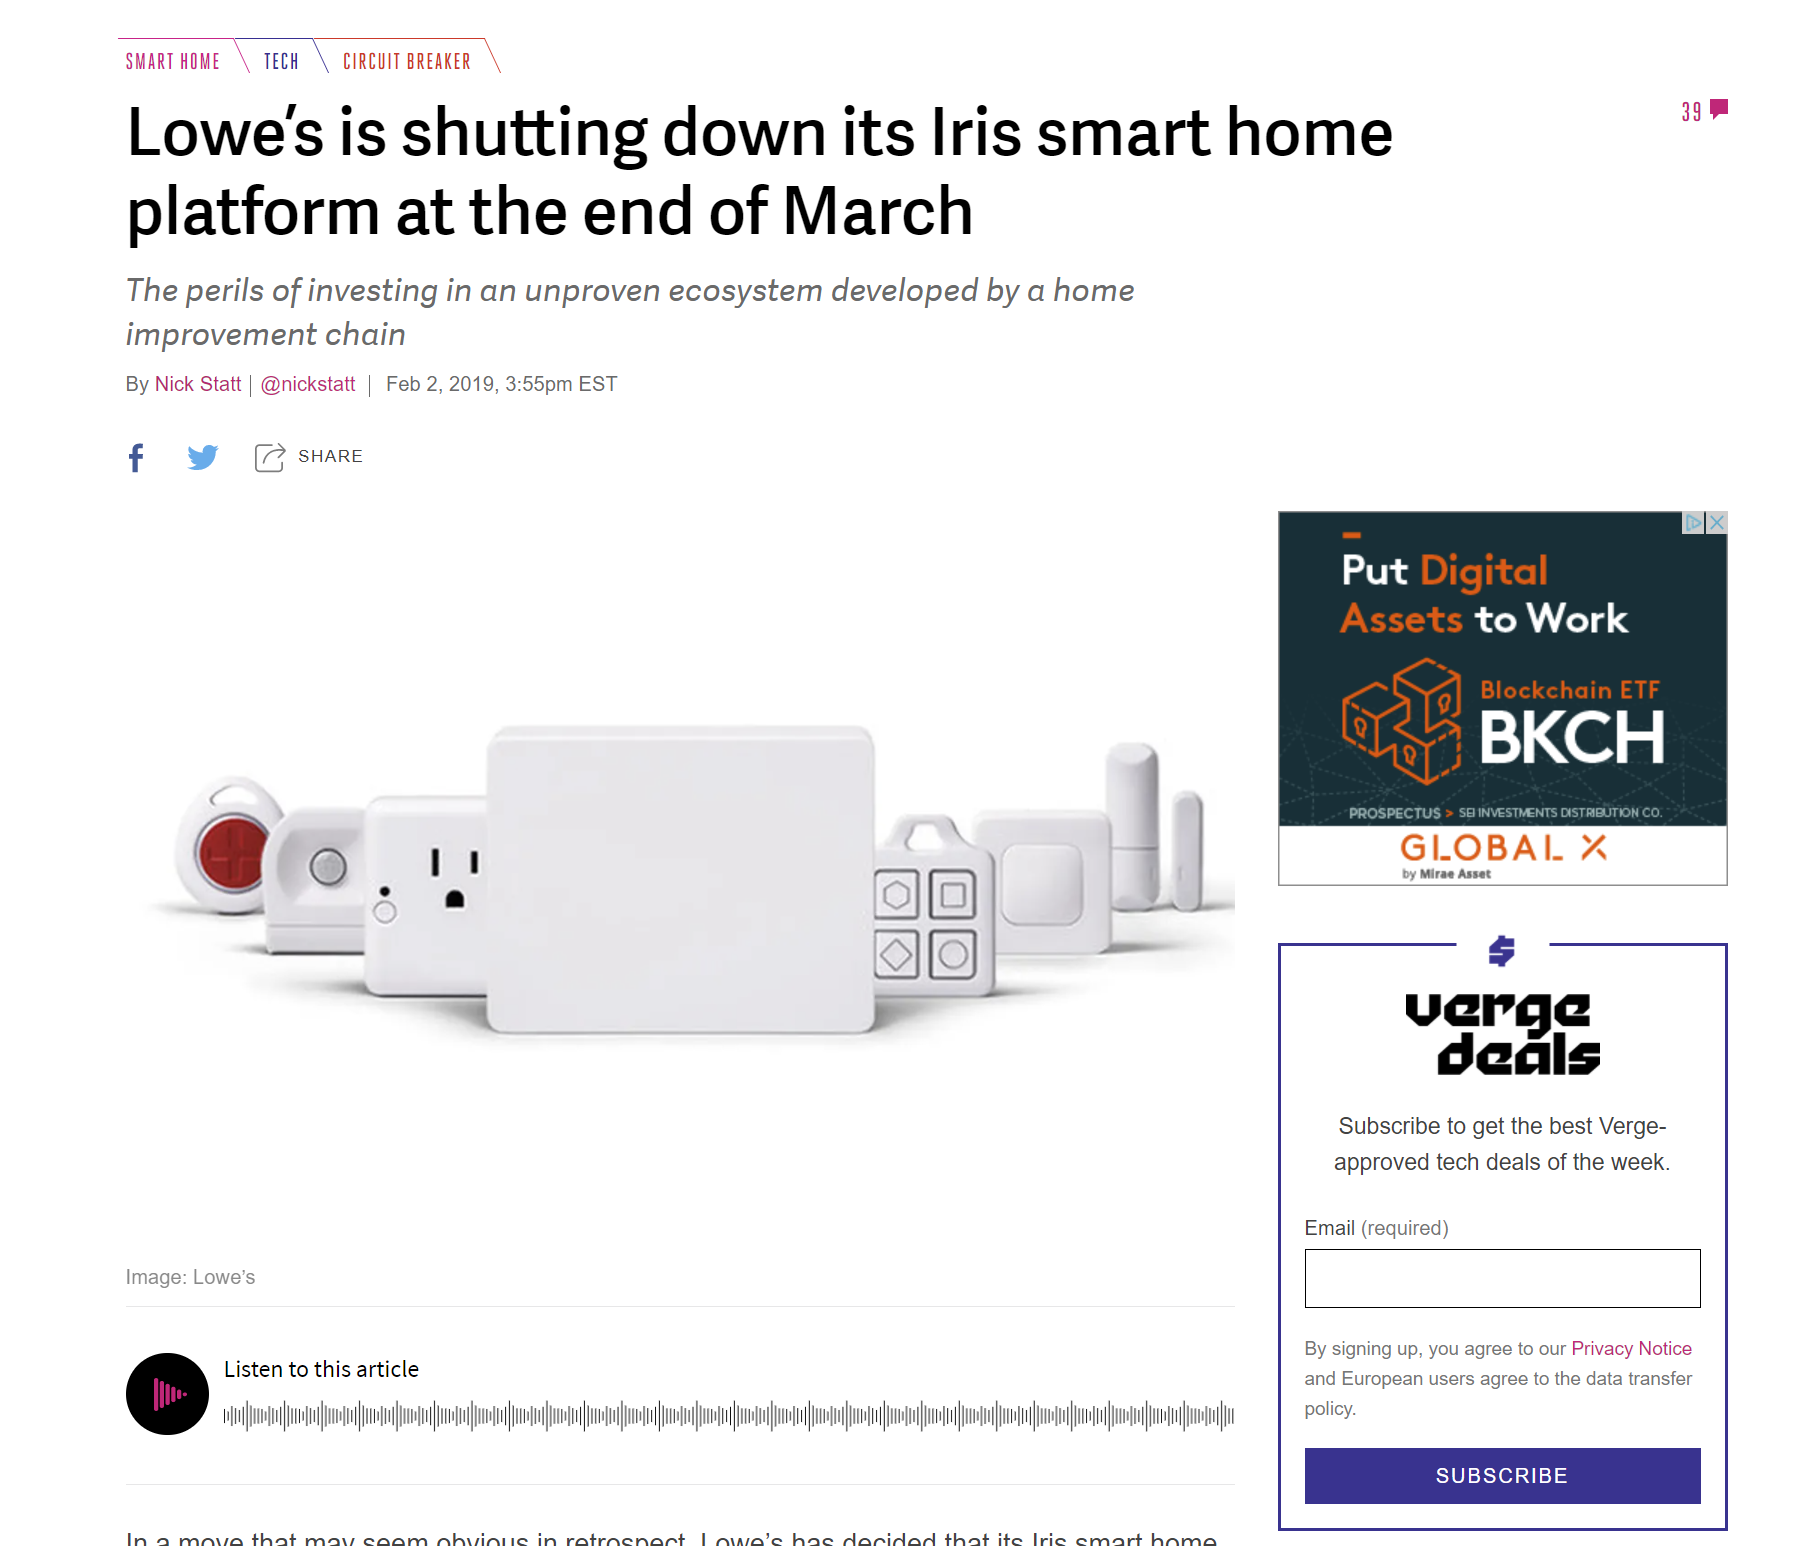 SMART HOME
TECH
CIRCUIT BREAKER
Lowe’s is shutting down its Iris smart home
platform at the end of March
39
The perils of investing in an unproven ecosystem developed by a home
improvement chain
By Nick Statt | @nickstatt | Feb 2, 2019, 3:55pm EST
SHARE
Put Digital
Assets to Work
Blockchain ETF
BKCH
PROSPECTUS > SEI INVESTMENTS DISTRIBUTION CO.
GLOBAL X
by Mirae Asset
verge
deals
Subscribe to get the best Verge-
approved tech deals of the week.
Email (required)
By signing up, you agree to our Privacy Notice
and European users agree to the data transfer
policy.
SUBSCRIBE
Image: Lowe’s
Listen to this article
In a move that may seem obvious in retrospect, Lowe’s has decided that its Iris smart home